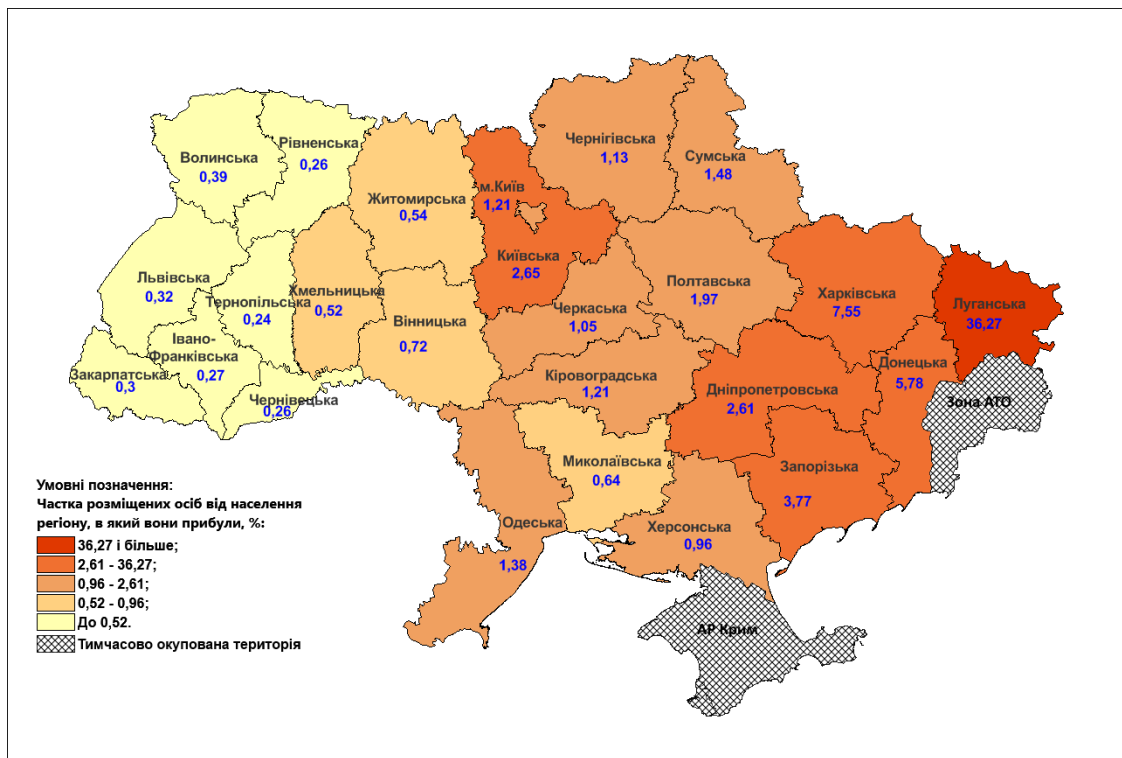 Чернігівська
1,13
Сумська
1,48
Рівненська
0,26
Волинська
0,39
Житомирська
0,54
м.Київ
1,21
Київська
2,65
Полтавська
1,97
Харківська
7,55
Луганська
36,27
Львівська
0,32
Тернопільська
0,24
Хмельницька
0,52
Вінницька
0,72
Черкаська
1,05
Івано-
Франківська
0,27
Закарпатська
0,3
Чернівецька
0,26
Кіровоградська
1,21
Дніпропетровська
2,61
Донецька
5,78
Зона АТО
Миколаївська
0,64
Запорізька
3,77
Одеська
1,38
Херсонська
0,96
АР Крим
Умовні позначення:
Частка розміщених осіб від населення
регіону, в який вони прибули, %:
36,27 і більше;
2,61 - 36,27;
0,96 - 2,61;
0,52 - 0,96;
До 0,52.
Тимчасово окупована територія